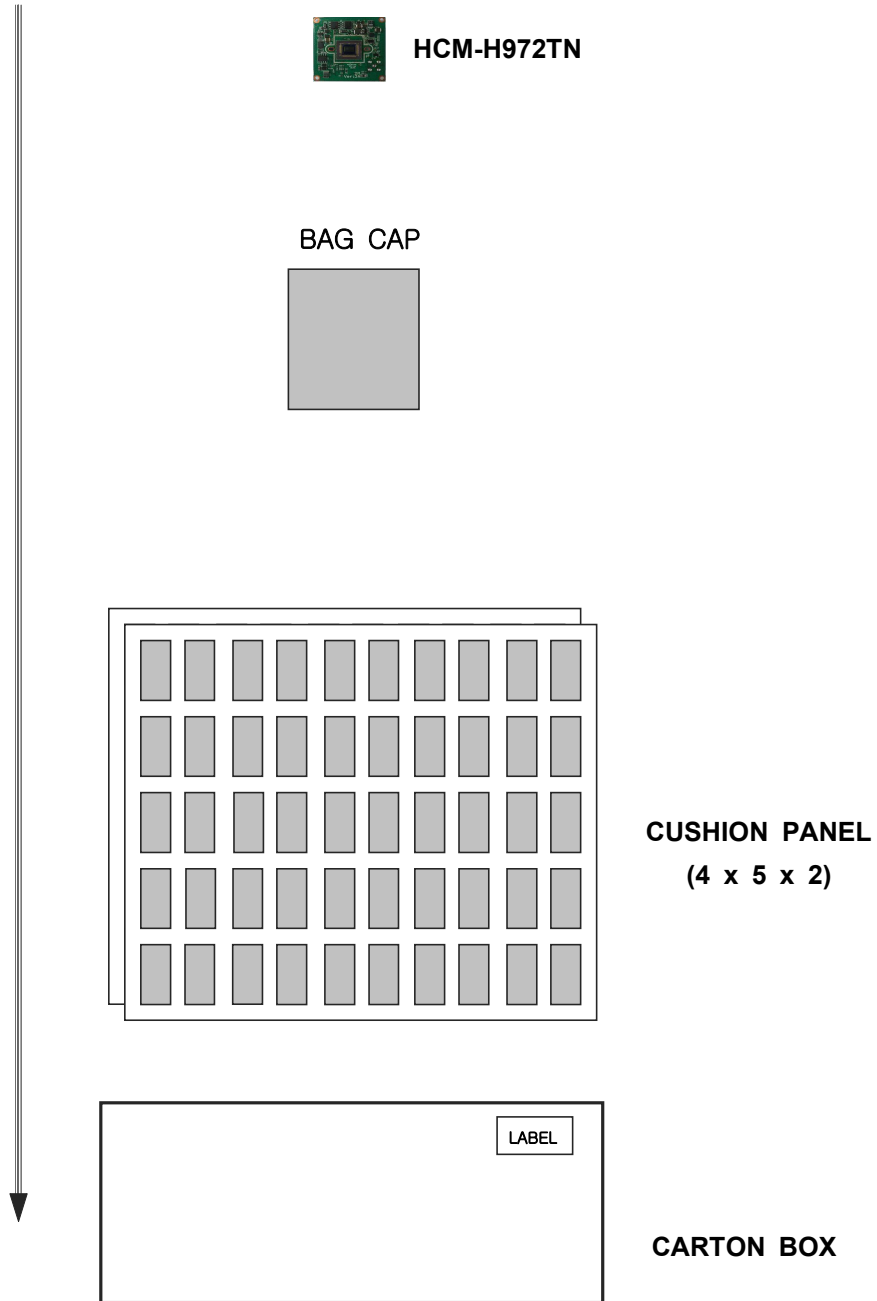 HCM-H972TN
BAG CAP
CUSHION PANEL
(4 x 5 x 2)
LABEL
CARTON BOX